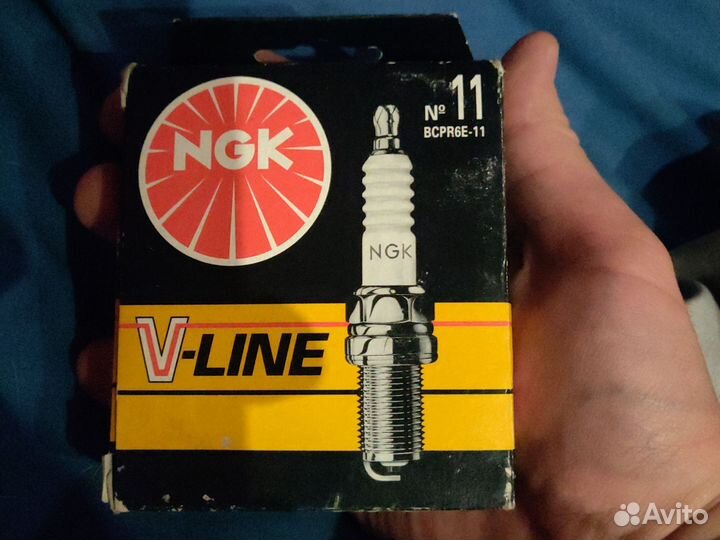 NGK
Nº 11
BCPR6E-11
NGK
V-LINE
Avito